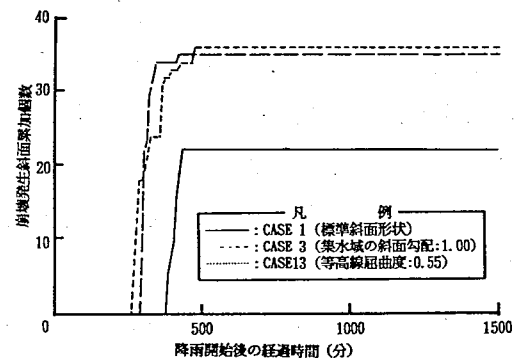 40
30
20
10
0
崩壊発生斜面累加個数
凡 例
: CASE 1 (標準斜面形状)
: CASE 3 (集水域の斜面勾配:1.00)
: CASE13 (等高線屈曲度:0.55)
0 500 1000 1500
降雨開始後の経過時間 (分)